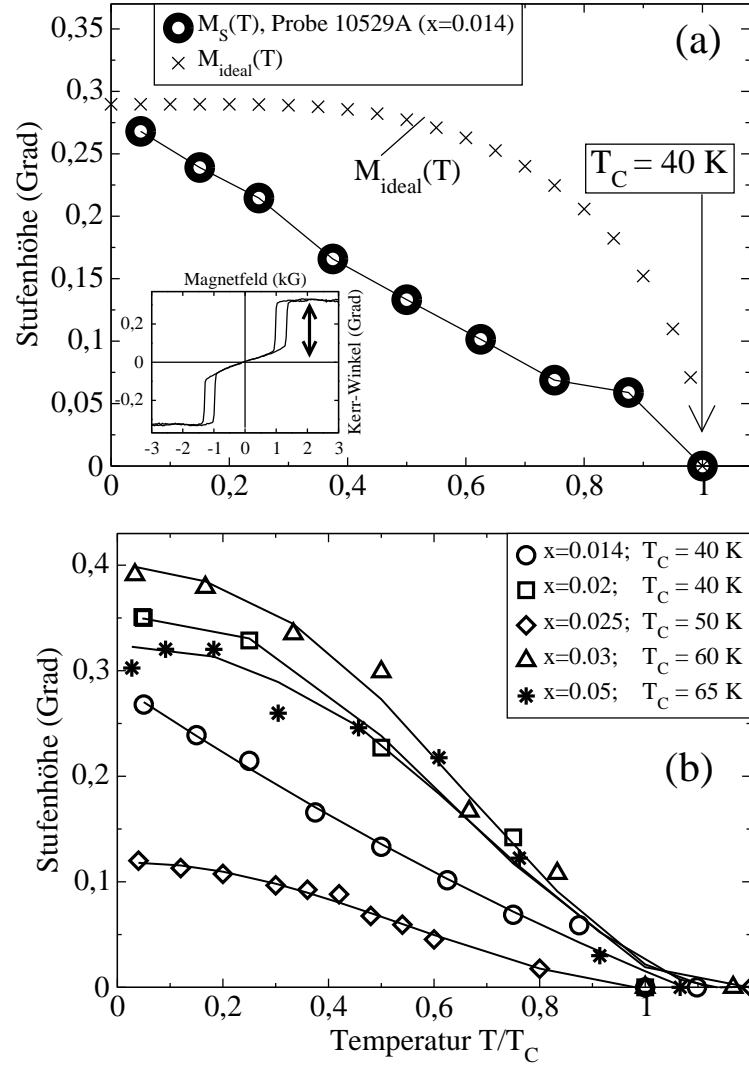 0,35
M_S(T), Probe 10529A (x=0.014)
M_ideal(T)
(a)
0,3
0,25
M_ideal(T)
T_C = 40 K
0,2
Stufenhöhe (Grad)
0,15
Magnetfeld (kG)
0,2
0
-0,2
Kerr-Winkel (Grad)
-3 -2 -1 0 1 2 3
0,1
0,05
0
0 0,2 0,4 0,6 0,8 1
x=0.014; T_C = 40 K
x=0.02; T_C = 40 K
x=0.025; T_C = 50 K
x=0.03; T_C = 60 K
x=0.05; T_C = 65 K
(b)
0,4
0,3
0,2
0,1
0
Stufenhöhe (Grad)
0 0,2 0,4 0,6 0,8 1
Temperatur T/T_C